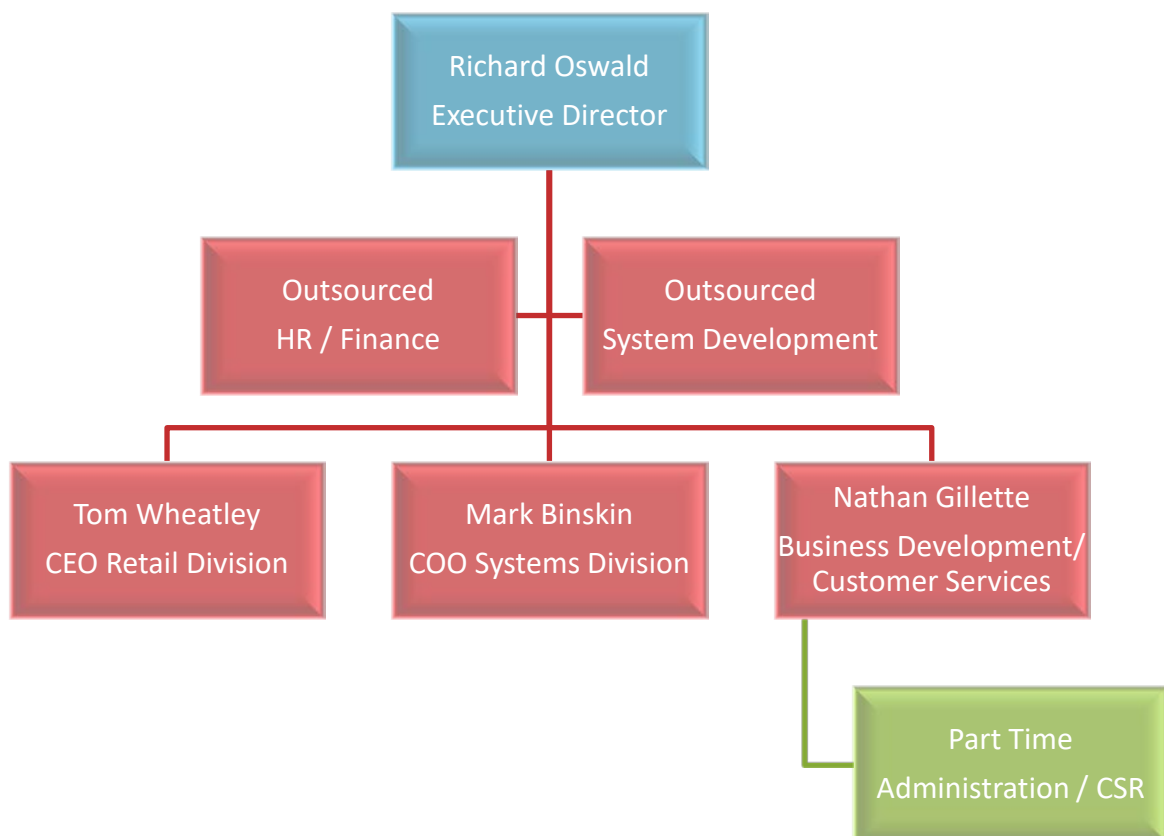 Richard Oswald
Executive Director
Outsourced
HR / Finance
Outsourced
System Development
Tom Wheatley
CEO Retail Division
Mark Binskin
COO Systems Division
Nathan Gillette
Business Development/
Customer Services
Part Time
Administration / CSR